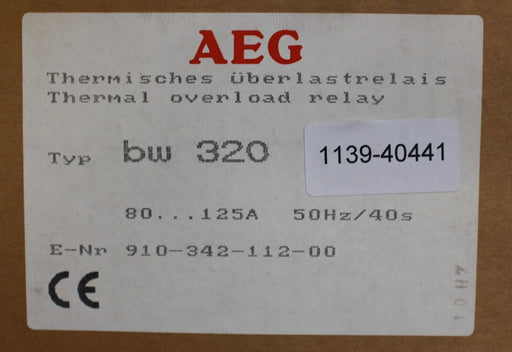 AEG
Thermisches Überlastrelais
Thermal overload relay
Typ bw 320
1139-40441
80...125A 50Hz/40s
E-Nr 910-342-112-00
CE